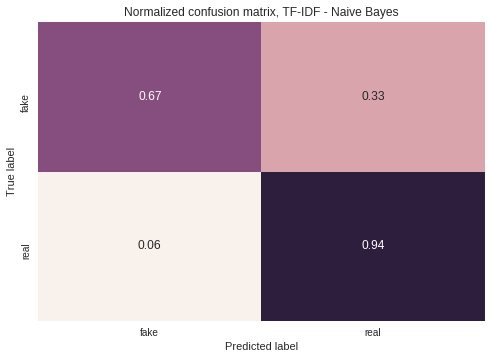 Normalized confusion matrix, TF-IDF - Naive Bayes
True label
fake
0.67 0.33
real
0.06 0.94
fake real
Predicted label